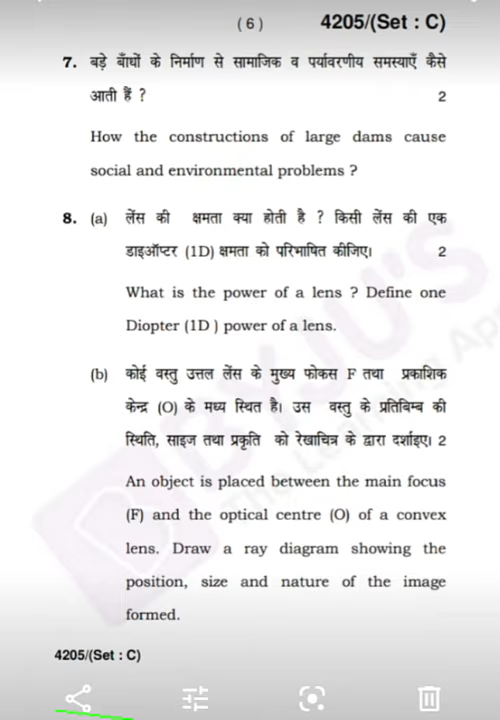 ( 6 ) 4205/(Set : C)
7. बड़े बाँधों के निर्माण से सामाजिक व पर्यावरणीय समस्याएँ कैसे
आती हैं ? 2
How the constructions of large dams cause
social and environmental problems ?
8. (a) लेंस की क्षमता क्या होती है ? किसी लेंस की एक
डाइऑप्टर (1D) क्षमता को परिभाषित कीजिए। 2
What is the power of a lens ? Define one
Diopter (1D ) power of a lens.
(b) कोई वस्तु उत्तल लेंस के मुख्य फोकस F तथा प्रकाशिक
केन्द्र (O) के मध्य स्थित है। उस वस्तु के प्रतिबिम्ब की
स्थिति, साइज तथा प्रकृति को रेखाचित्र के द्वारा दर्शाइए। 2
An object is placed between the main focus
(F) and the optical centre (O) of a convex
lens. Draw a ray diagram showing the
position, size and nature of the image
formed.
4205/(Set : C)
BYJU'S
The Learning App